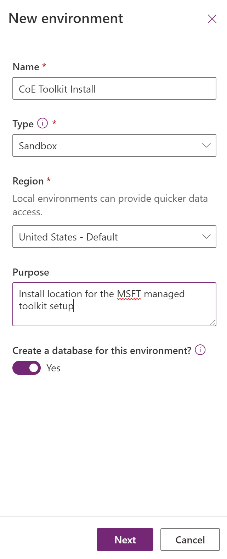 New environment
Name *
CoE Toolkit Install
Type *
Sandbox
Region *
Local environments can provide quicker data
access.
United States - Default
Purpose
Install location for the MSFT managed
toolkit setup
Create a database for this environment?
Yes
Next Cancel